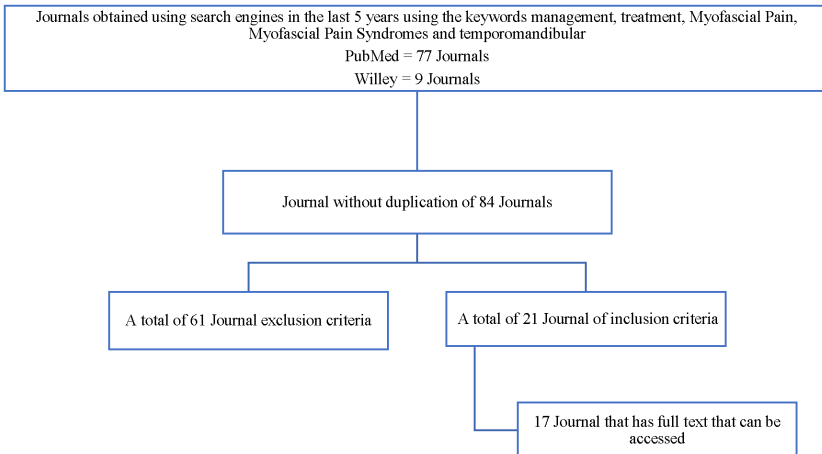 Journals obtained using search engines in the last 5 years using the keywords management, treatment, Myofascial Pain,
Myofascial Pain Syndromes and temporomandibular
PubMed = 77 Journals
Willey = 9 Journals
Journal without duplication of 84 Journals
A total of 61 Journal exclusion criteria
A total of 21 Journal of inclusion criteria
17 Journal that has full text that can be
accessed